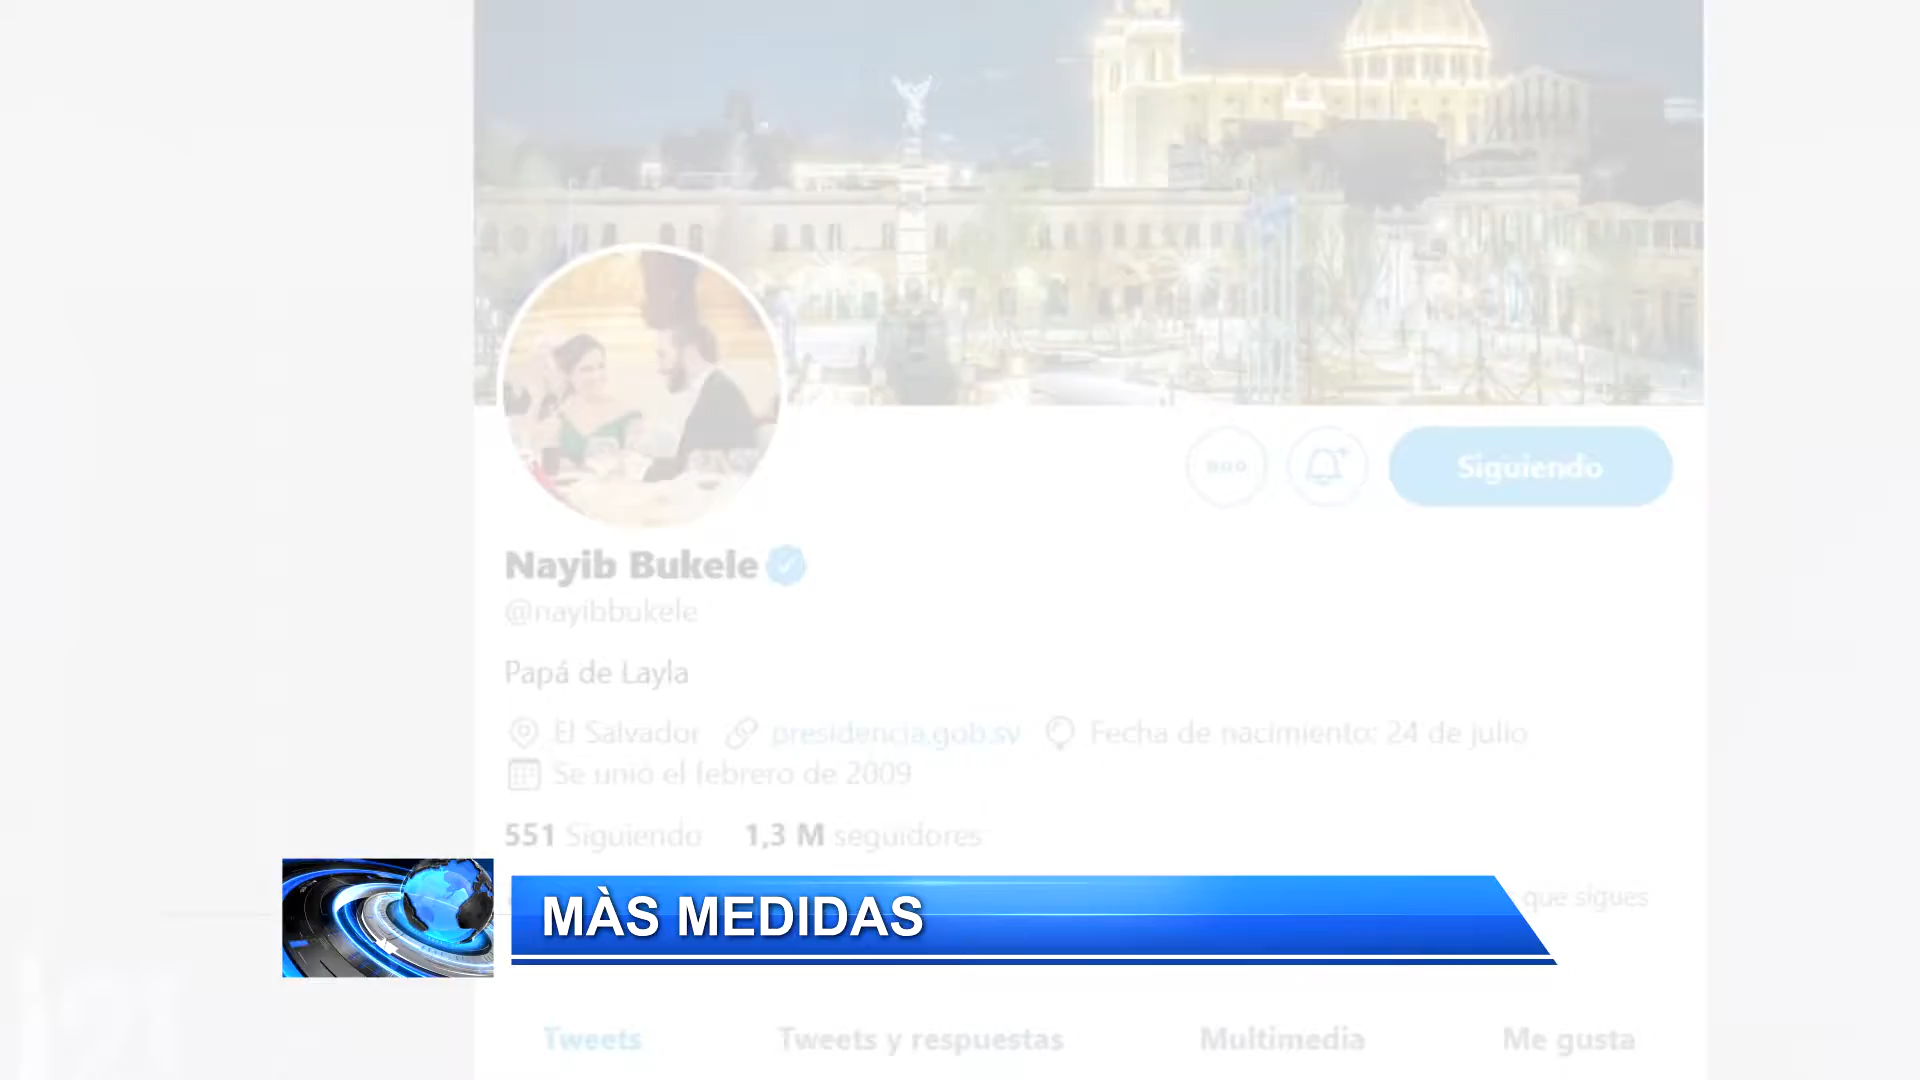 Siguiendo
Nayib Bukele
@nayibbukele
Papá de Layla
El Salvador presidencia.gob.sv Fecha de nacimiento: 24 de julio
Se unió el febrero de 2009
551 Siguiendo 1,3 M seguidores
que sigues
MÀS MEDIDAS
Tweets Tweets y respuestas Multimedia Me gusta